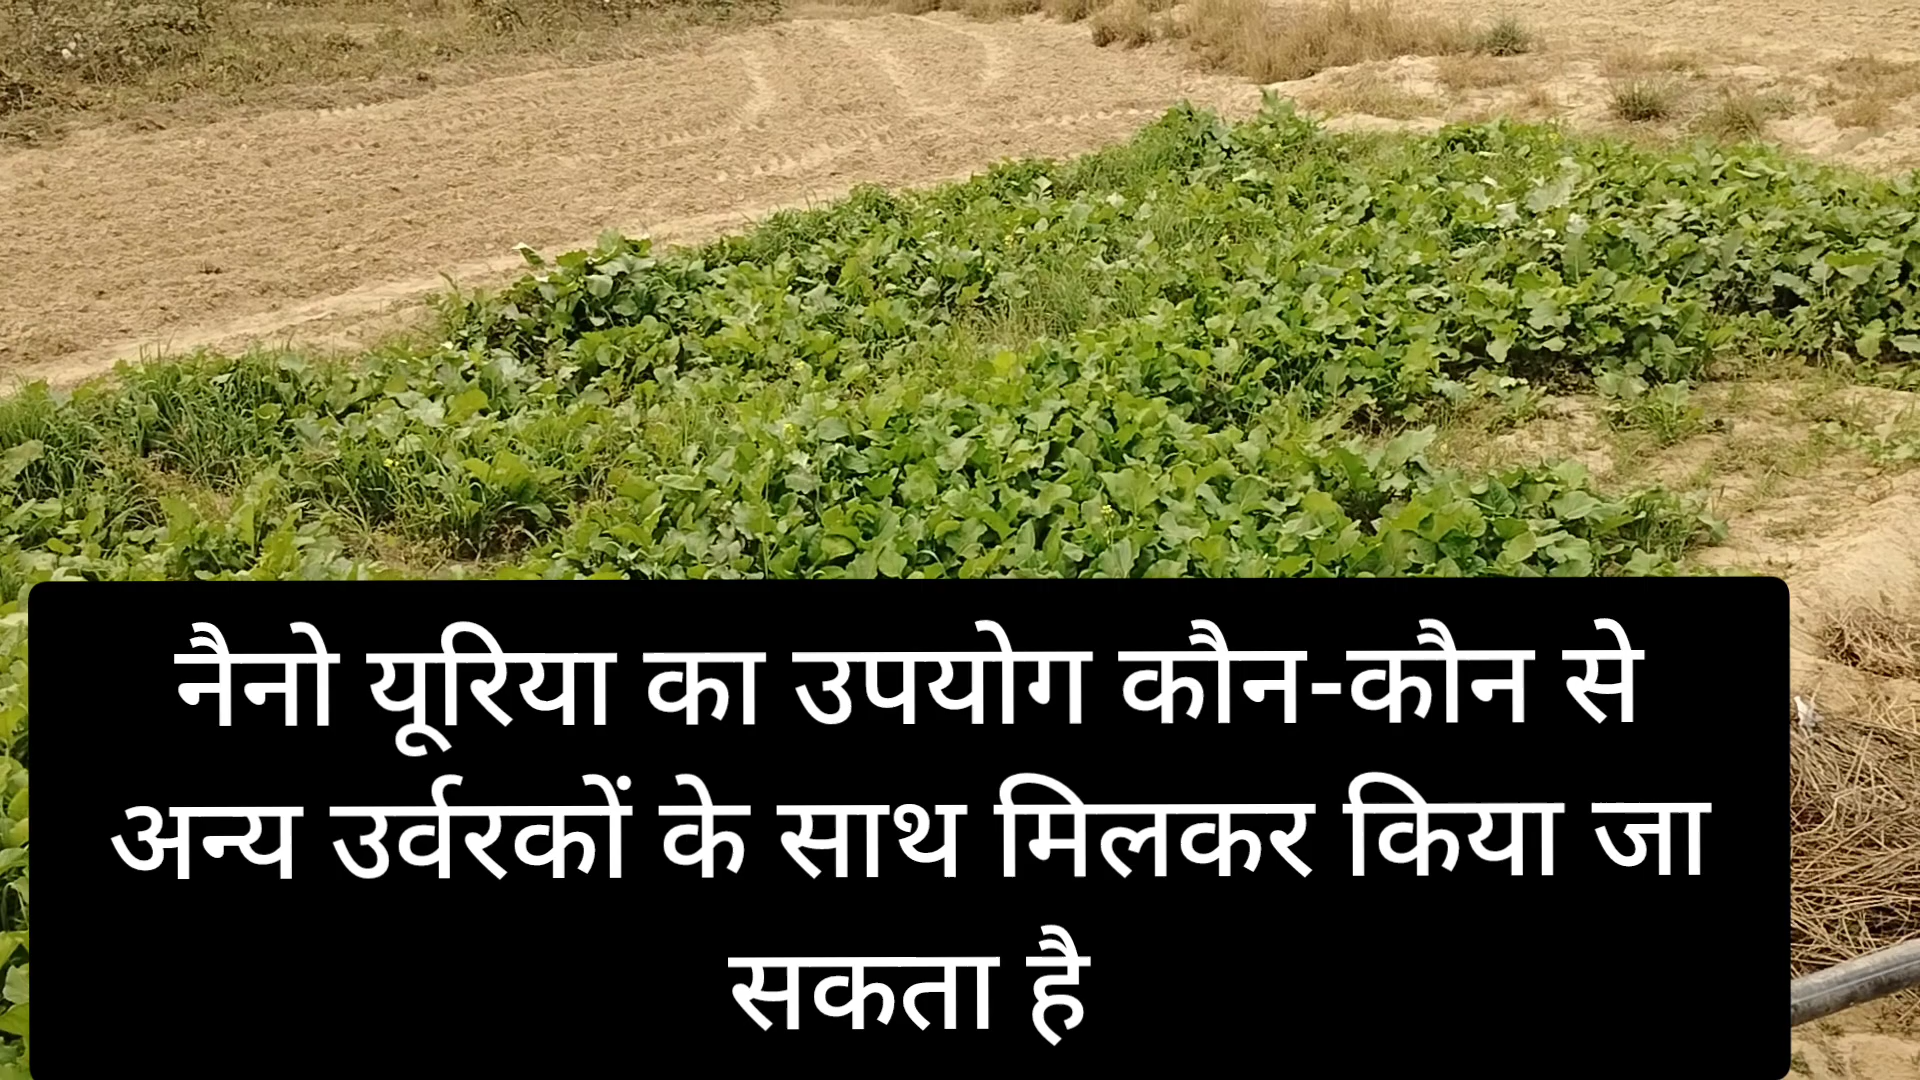 नैनो यूरिया का उपयोग कौन-कौन से
अन्य उर्वरकों के साथ मिलकर किया जा
सकता है